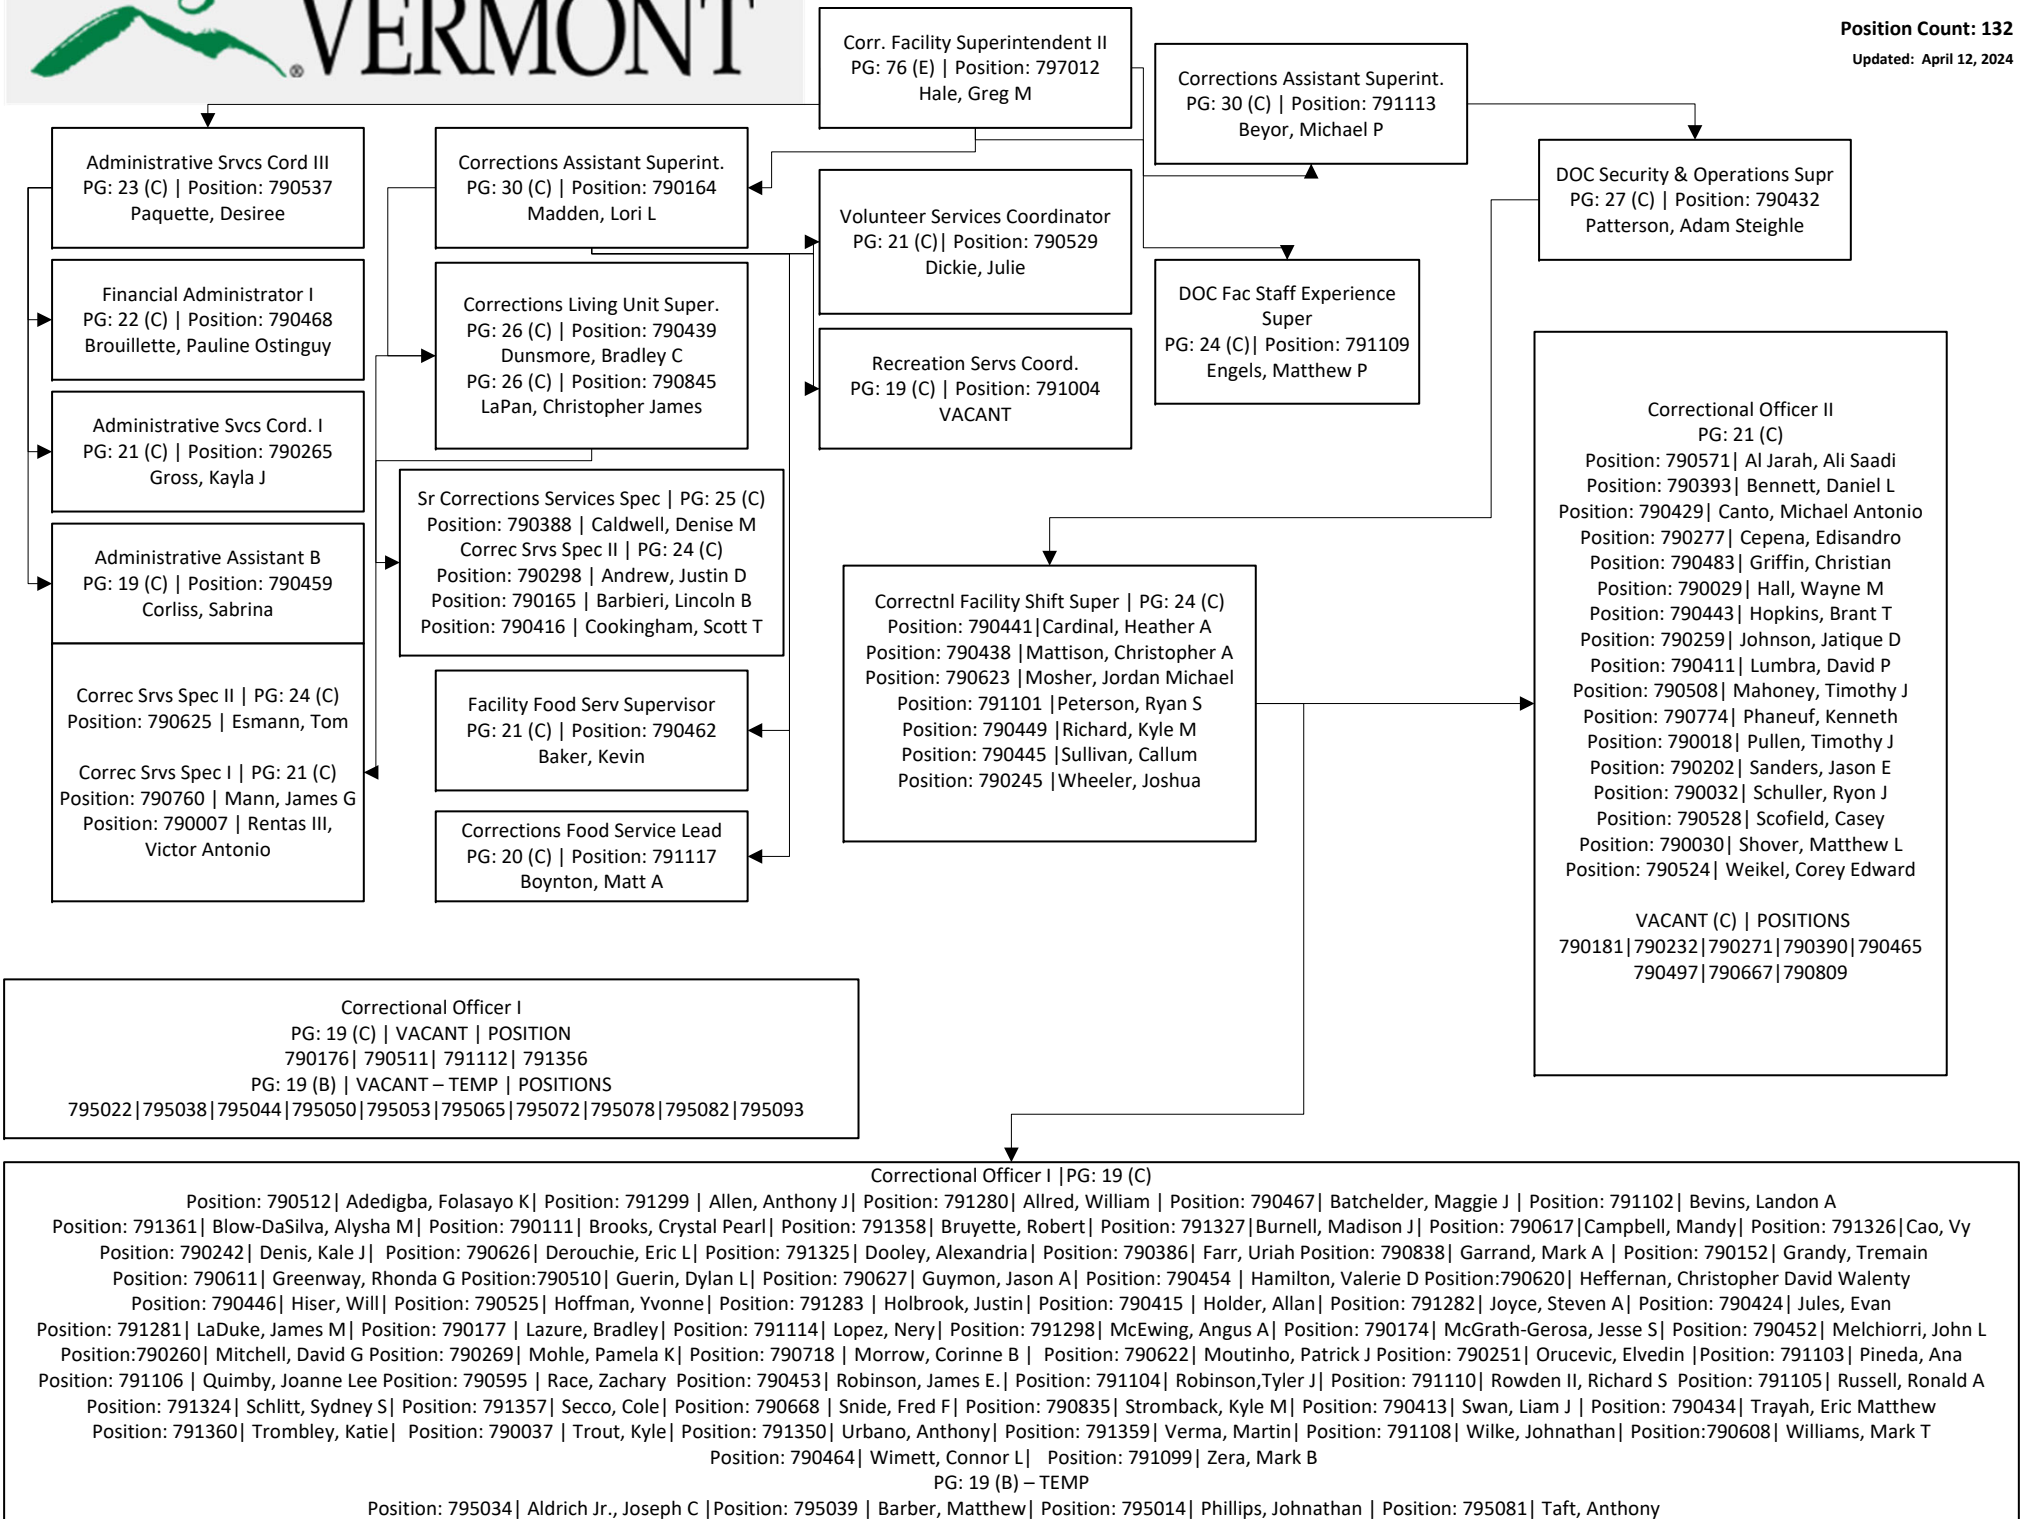 VERMONT
®
Position Count: 132
Updated: April 12, 2024
Corr. Facility Superintendent II
PG: 76 (E) | Position: 797012
Hale, Greg M
Corrections Assistant Superint.
PG: 30 (C) | Position: 791113
Beyor, Michael P
Administrative Srvcs Cord III
PG: 23 (C) | Position: 790537
Paquette, Desiree
Corrections Assistant Superint.
PG: 30 (C) | Position: 790164
Madden, Lori L
DOC Security & Operations Supr
PG: 27 (C) | Position: 790432
Patterson, Adam Steighle
Volunteer Services Coordinator
PG: 21 (C)| Position: 790529
Dickie, Julie
Financial Administrator I
PG: 22 (C) | Position: 790468
Brouillette, Pauline Ostinguy
Corrections Living Unit Super.
PG: 26 (C) | Position: 790439
Dunsmore, Bradley C
PG: 26 (C) | Position: 790845
LaPan, Christopher James
DOC Fac Staff Experience
Super
PG: 24 (C)| Position: 791109
Engels, Matthew P
Recreation Servs Coord.
PG: 19 (C) | Position: 791004
VACANT
Administrative Svcs Cord. I
PG: 21 (C) | Position: 790265
Gross, Kayla J
Sr Corrections Services Spec | PG: 25 (C)
Position: 790388 | Caldwell, Denise M
Correc Srvs Spec II | PG: 24 (C)
Position: 790298 | Andrew, Justin D
Position: 790165 | Barbieri, Lincoln B
Position: 790416 | Cookingham, Scott T
Administrative Assistant B
PG: 19 (C) | Position: 790459
Corliss, Sabrina
Correc Srvs Spec II | PG: 24 (C)
Position: 790625 | Esmann, Tom
Correc Srvs Spec I | PG: 21 (C)
Position: 790760 | Mann, James G
Position: 790007 | Rentas III,
Victor Antonio
Facility Food Serv Supervisor
PG: 21 (C) | Position: 790462
Baker, Kevin
Corrections Food Service Lead
PG: 20 (C) | Position: 791117
Boynton, Matt A
Correctnl Facility Shift Super | PG: 24 (C)
Position: 790441|Cardinal, Heather A
Position: 790438 |Mattison, Christopher A
Position: 790623 |Mosher, Jordan Michael
Position: 791101 |Peterson, Ryan S
Position: 790449 |Richard, Kyle M
Position: 790445 |Sullivan, Callum
Position: 790245 |Wheeler, Joshua
Correctional Officer II
PG: 21 (C)
Position: 790571| Al Jarah, Ali Saadi
Position: 790393| Bennett, Daniel L
Position: 790429| Canto, Michael Antonio
Position: 790277| Cepena, Edisandro
Position: 790483| Griffin, Christian
Position: 790029| Hall, Wayne M
Position: 790443| Hopkins, Brant T
Position: 790259| Johnson, Jatique D
Position: 790411| Lumbra, David P
Position: 790508| Mahoney, Timothy J
Position: 790774| Phaneuf, Kenneth
Position: 790018| Pullen, Timothy J
Position: 790202| Sanders, Jason E
Position: 790032| Schuller, Ryon J
Position: 790528| Scofield, Casey
Position: 790030| Shover, Matthew L
Position: 790524| Weikel, Corey Edward
VACANT (C) | POSITIONS
790181|790232|790271|790390|790465
790497|790667|790809
Correctional Officer I
PG: 19 (C) | VACANT | POSITION
790176| 790511| 791112| 791356
PG: 19 (B) | VACANT – TEMP | POSITIONS
795022|795038|795044|795050|795053|795065|795072|795078|795082|795093
Correctional Officer I |PG: 19 (C)
Position: 790512| Adedigba, Folasayo K| Position: 791299 | Allen, Anthony J| Position: 791280| Allred, William | Position: 790467| Batchelder, Maggie J | Position: 791102| Bevins, Landon A
Position: 791361| Blow-DaSilva, Alysha M| Position: 790111| Brooks, Crystal Pearl| Position: 791358| Bruyette, Robert| Position: 791327|Burnell, Madison J| Position: 790617|Campbell, Mandy| Position: 791326|Cao, Vy
Position: 790242| Denis, Kale J| Position: 790626| Derouchie, Eric L| Position: 791325| Dooley, Alexandria| Position: 790386| Farr, Uriah Position: 790838| Garrand, Mark A | Position: 790152| Grandy, Tremain
Position: 790611| Greenway, Rhonda G Position:790510| Guerin, Dylan L| Position: 790627| Guymon, Jason A| Position: 790454 | Hamilton, Valerie D Position:790620| Heffernan, Christopher David Walenty
Position: 790446| Hiser, Will| Position: 790525| Hoffman, Yvonne| Position: 791283 | Holbrook, Justin| Position: 790415 | Holder, Allan| Position: 791282| Joyce, Steven A| Position: 790424| Jules, Evan
Position: 791281| LaDuke, James M| Position: 790177 | Lazure, Bradley| Position: 791114| Lopez, Nery| Position: 791298| McEwing, Angus A| Position: 790174| McGrath-Gerosa, Jesse S| Position: 790452| Melchiorri, John L
Position:790260| Mitchell, David G Position: 790269| Mohle, Pamela K| Position: 790718 | Morrow, Corinne B | Position: 790622| Moutinho, Patrick J Position: 790251| Orucevic, Elvedin |Position: 791103| Pineda, Ana
Position: 791106 | Quimby, Joanne Lee Position: 790595 | Race, Zachary Position: 790453| Robinson, James E.| Position: 791104| Robinson,Tyler J| Position: 791110| Rowden II, Richard S Position: 791105| Russell, Ronald A
Position: 791324| Schlitt, Sydney S| Position: 791357| Secco, Cole| Position: 790668 | Snide, Fred F| Position: 790835| Stromback, Kyle M| Position: 790413| Swan, Liam J | Position: 790434| Trayah, Eric Matthew
Position: 791360| Trombley, Katie| Position: 790037 | Trout, Kyle| Position: 791350| Urbano, Anthony| Position: 791359| Verma, Martin| Position: 791108| Wilke, Johnathan| Position:790608| Williams, Mark T
Position: 790464| Wimett, Connor L| Position: 791099| Zera, Mark B
PG: 19 (B) – TEMP
Position: 795034| Aldrich Jr., Joseph C |Position: 795039 | Barber, Matthew| Position: 795014| Phillips, Johnathan | Position: 795081| Taft, Anthony